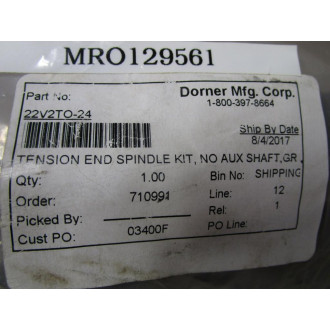 MRO129561
Part No:
Dorner Mfg. Corp.
1-800-397-8664
22V2TO-24
Ship By Date
8/4/2017
TENSION END SPINDLE KIT, NO AUX SHAFT,GR
Qty: 1.00 Bin No: SHIPPING
Order: 710991 Line: 12
Picked By: Rel: 1
Cust PO: 03400F PO Line: